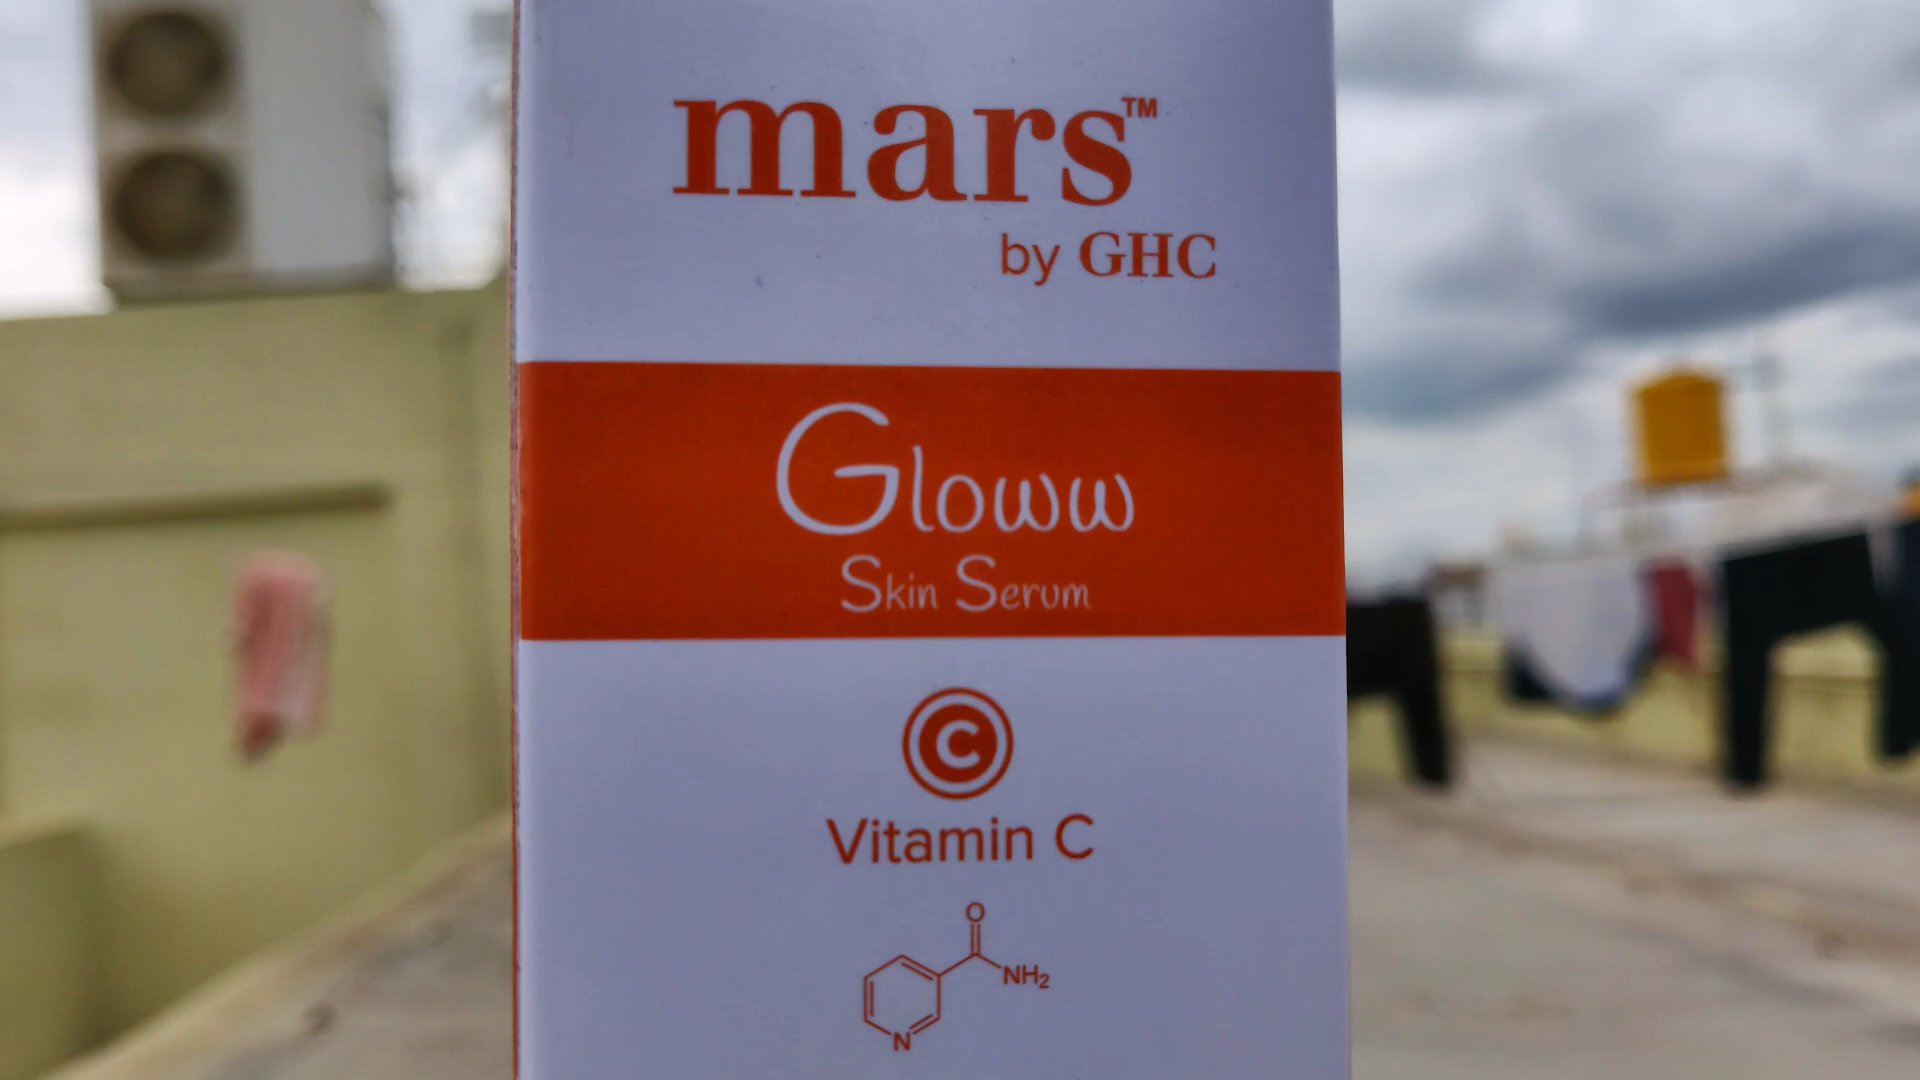 mars™
by GHC
Gloww
Skin Serum
C
Vitamin C
O
NH₂
N